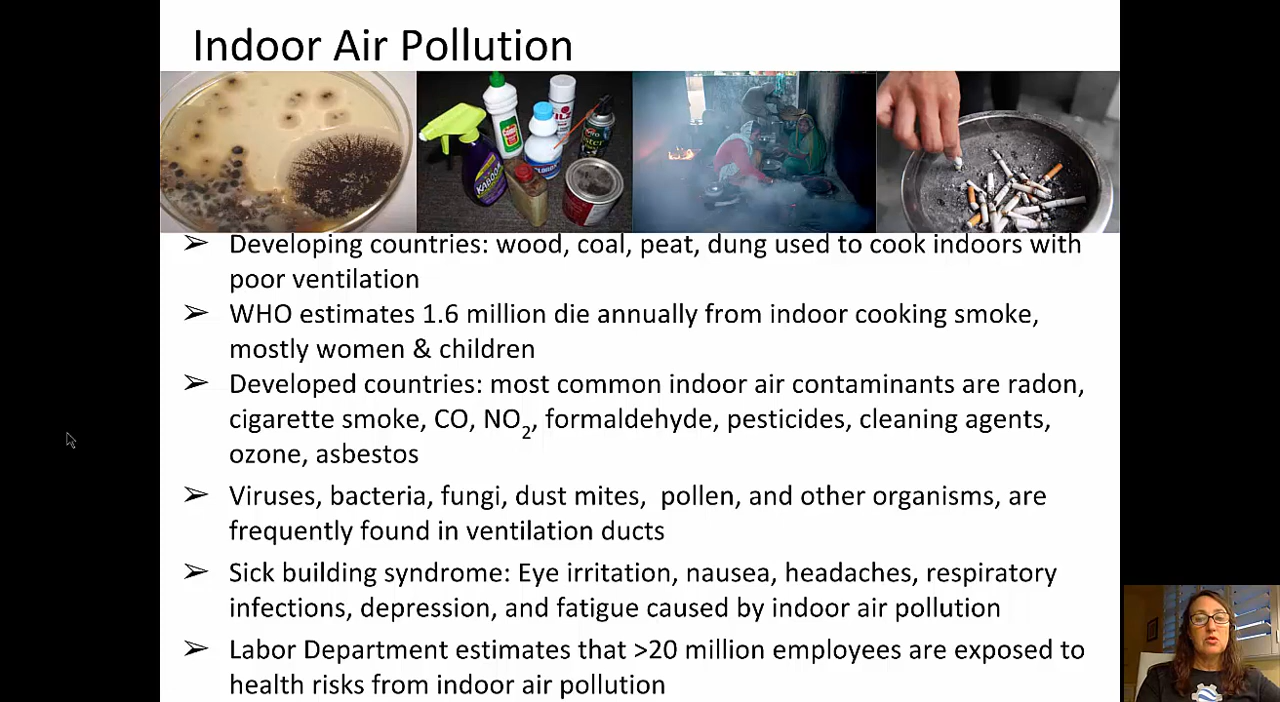 Indoor Air Pollution
KABOOM
➢ Developing countries: wood, coal, peat, dung used to cook indoors with
poor ventilation
➢ WHO estimates 1.6 million die annually from indoor cooking smoke,
mostly women & children
➢ Developed countries: most common indoor air contaminants are radon,
cigarette smoke, CO, NO₂, formaldehyde, pesticides, cleaning agents,
ozone, asbestos
➢ Viruses, bacteria, fungi, dust mites,  pollen, and other organisms, are
frequently found in ventilation ducts
➢ Sick building syndrome: Eye irritation, nausea, headaches, respiratory
infections, depression, and fatigue caused by indoor air pollution
➢ Labor Department estimates that >20 million employees are exposed to
health risks from indoor air pollution